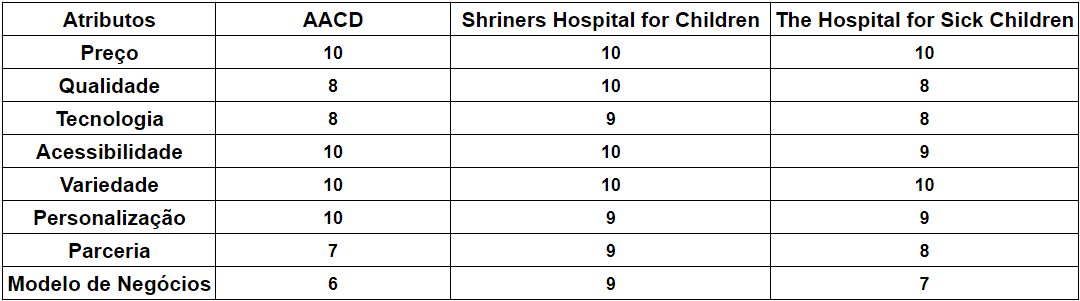 Atributos AACD Shriners Hospital for Children The Hospital for Sick Children
Preço 10 10 10
Qualidade 8 10 8
Tecnologia 8 9 8
Acessibilidade 10 10 9
Variedade 10 10 10
Personalização 10 9 9
Parceria 7 9 8
Modelo de Negócios 6 9 7